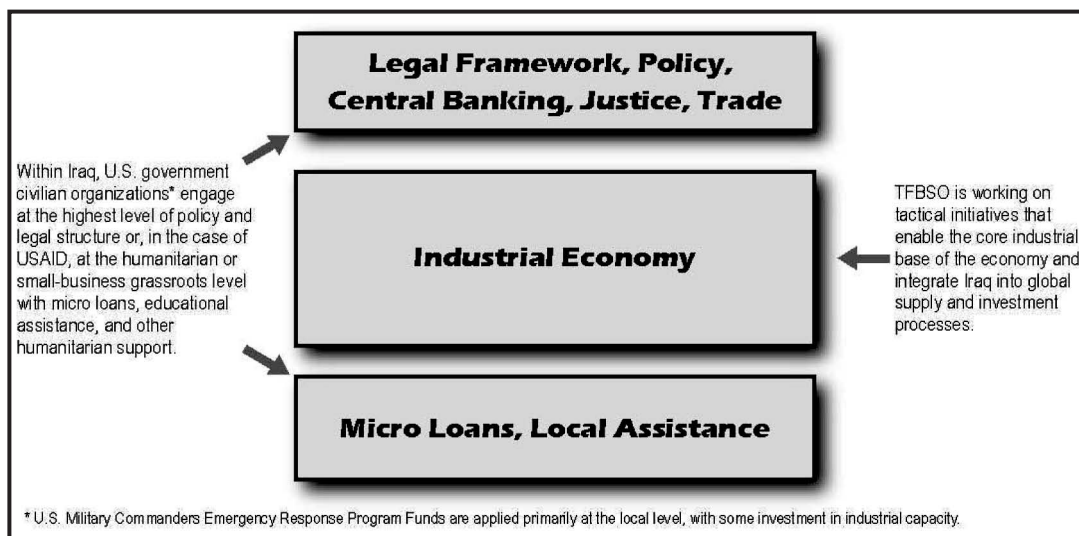 Legal Framework, Policy,
Central Banking, Justice, Trade
Within Iraq, U.S. government
civilian organizations* engage
at the highest level of policy and
legal structure or, in the case of
USAID, at the humanitarian or
small-business grassroots level
with micro loans, educational
assistance, and other
humanitarian support.
Industrial Economy
TFBSO is working on
tactical initiatives that
enable the core industrial
base of the economy and
integrate Iraq into global
supply and investment
processes.
Micro Loans, Local Assistance
* U.S. Military Commanders Emergency Response Program Funds are applied primarily at the local level, with some investment in industrial capacity.